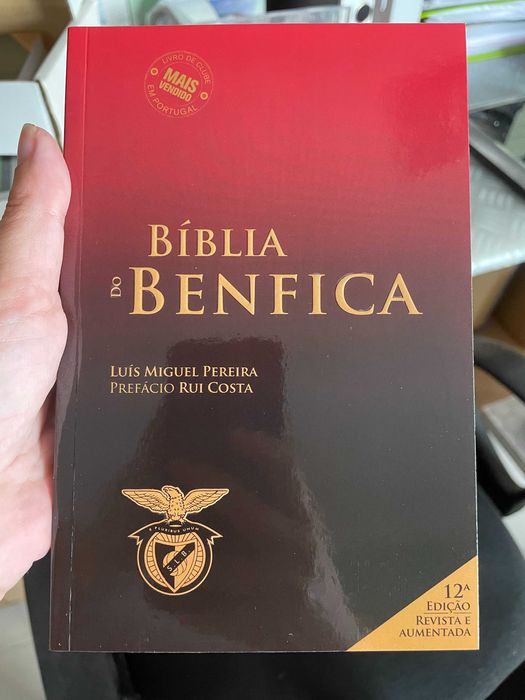 LIVRO DE CLUBE
MAIS
VENDIDO
EM PORTUGAL
BÍBLIA
DO BENFICA
LUÍS MIGUEL PEREIRA
PREFÁCIO RUI COSTA
E PLURIBUS UNUM
S.L.B.
12ª
EDIÇÃO
REVISTA E
AUMENTADA